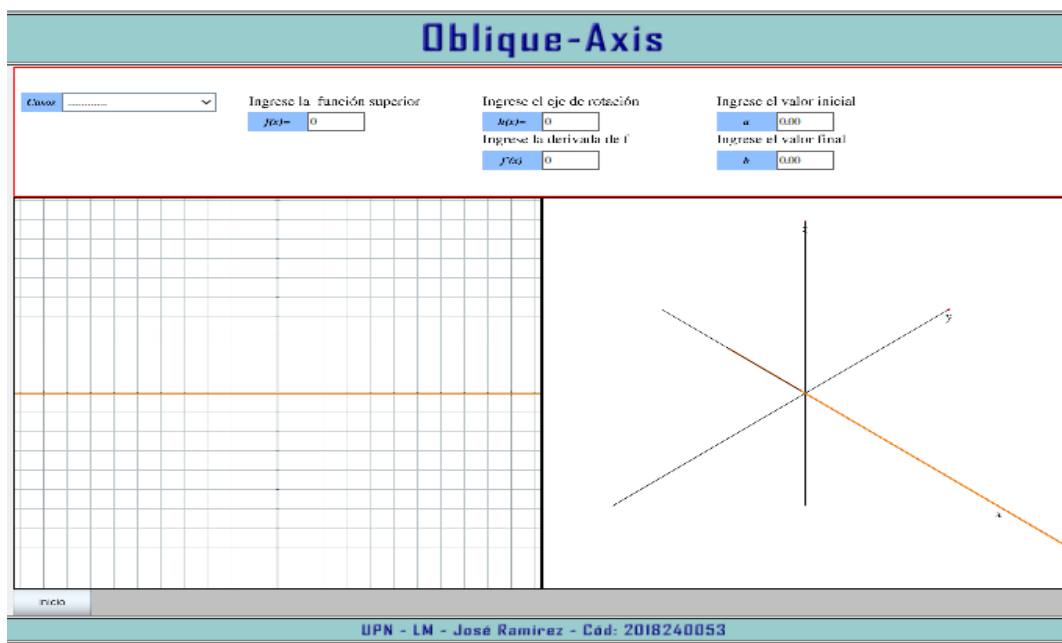 Oblique-Axis
Casos ------------
Ingrese la función superior
f(x)= 0
Ingrese el eje de rotación
h(x)= 0
Ingrese la derivada de f
f'(x) 0
Ingrese el valor inicial
a 0.00
Ingrese el valor final
b 0.00
z
y
x
Inicio
UPN - LM - José Ramírez - Cód: 2018240053